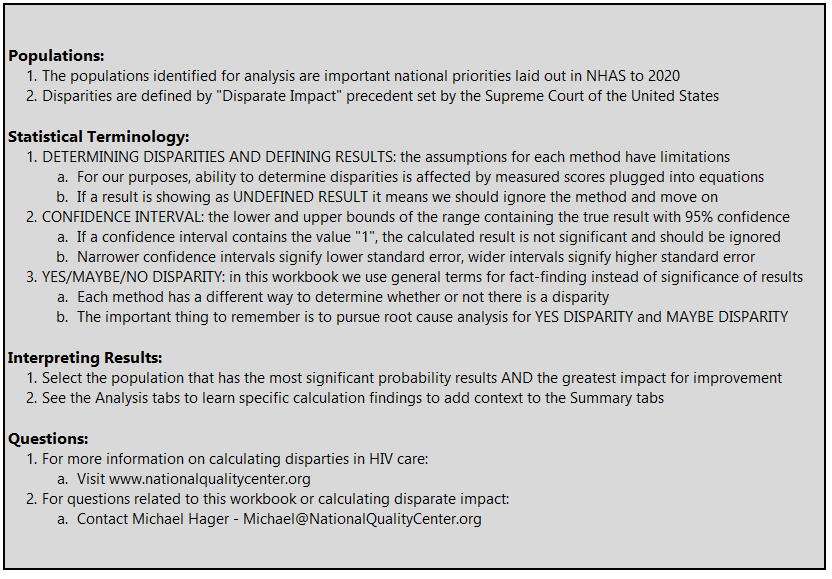 Populations:
1. The populations identified for analysis are important national priorities laid out in NHAS to 2020
2. Disparities are defined by "Disparate Impact" precedent set by the Supreme Court of the United States
Statistical Terminology:
1. DETERMINING DISPARITIES AND DEFINING RESULTS: the assumptions for each method have limitations
a. For our purposes, ability to determine disparities is affected by measured scores plugged into equations
b. If a result is showing as UNDEFINED RESULT it means we should ignore the method and move on
2. CONFIDENCE INTERVAL: the lower and upper bounds of the range containing the true result with 95% confidence
a. If a confidence interval contains the value "1", the calculated result is not significant and should be ignored
b. Narrower confidence intervals signify lower standard error, wider intervals signify higher standard error
3. YES/MAYBE/NO DISPARITY: in this workbook we use general terms for fact-finding instead of significance of results
a. Each method has a different way to determine whether or not there is a disparity
b. The important thing to remember is to pursue root cause analysis for YES DISPARITY and MAYBE DISPARITY
Interpreting Results:
1. Select the population that has the most significant probability results AND the greatest impact for improvement
2. See the Analysis tabs to learn specific calculation findings to add context to the Summary tabs
Questions:
1. For more information on calculating disparties in HIV care:
a. Visit www.nationalqualitycenter.org
2. For questions related to this workbook or calculating disparate impact:
a. Contact Michael Hager - Michael@NationalQualityCenter.org